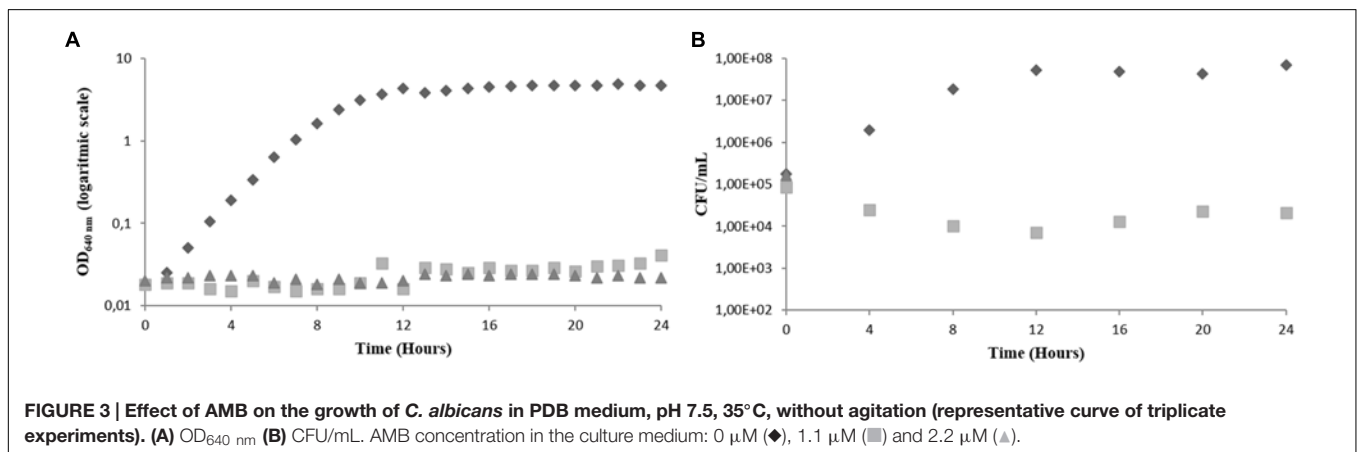 A
10
1
0,1
0,01
OD640 nm (logaritmic scale)
0
4
8
12
16
20
24
Time (Hours)
B
1,00E+08
1,00E+07
1,00E+06
1,00E+05
1,00E+04
1,00E+03
1,00E+02
CFU/mL
0
4
8
12
16
20
24
Time (Hours)
FIGURE 3 | Effect of AMB on the growth of C. albicans in PDB medium, pH 7.5, 35°C, without agitation (representative curve of triplicate
experiments). (A) OD640 nm (B) CFU/mL. AMB concentration in the culture medium: 0 μM (◆), 1.1 μM (■) and 2.2 μM (▲).